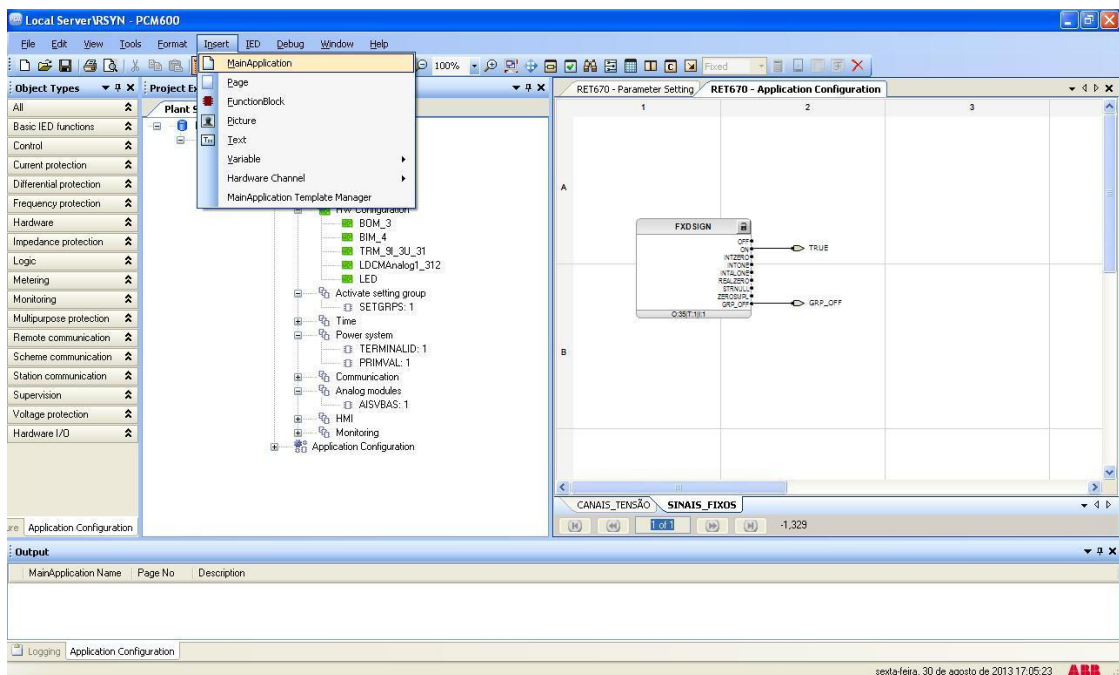 Local Server\RSYN - PCM600
File Edit View Tools Format Insert IED Debug Window Help
100%
Fixed
MainApplication
Page
FunctionBlock
Picture
Text
Variable
Hardware Channel
MainApplication Template Manager
Object Types
All
Basic IED functions
Control
Current protection
Differential protection
Frequency protection
Hardware
Impedance protection
Logic
Metering
Monitoring
Multipurpose protection
Remote communication
Scheme communication
Station communication
Supervision
Voltage protection
Hardware I/O
Application Configuration
Project Ex
Plant S
HW Configuration
BOM_3
BIM_4
TRM_9I_3U_31
LDCMAnalog1_312
LED
Activate setting group
SETGRPS: 1
Time
Power system
TERMINALID: 1
PRIMVAL: 1
Communication
Analog modules
AISVBAS: 1
HMI
Monitoring
Application Configuration
RET670 - Parameter Setting RET670 - Application Configuration
1 2 3
A
B
FXDSIGN
OFF
ON
INTZERO
INTONE
INTALONE
REALZERO
STRNULL
ZEROSMPL
GRP_OFF
TRUE
GRP_OFF
O:35|T:1|I:1
CANAIS_TENSÃO SINAIS_FIXOS
1 of 1 -1,329
Output
MainApplication Name Page No Description
Logging Application Configuration
sexta-feira, 30 de agosto de 2013 17:05:23 ABB